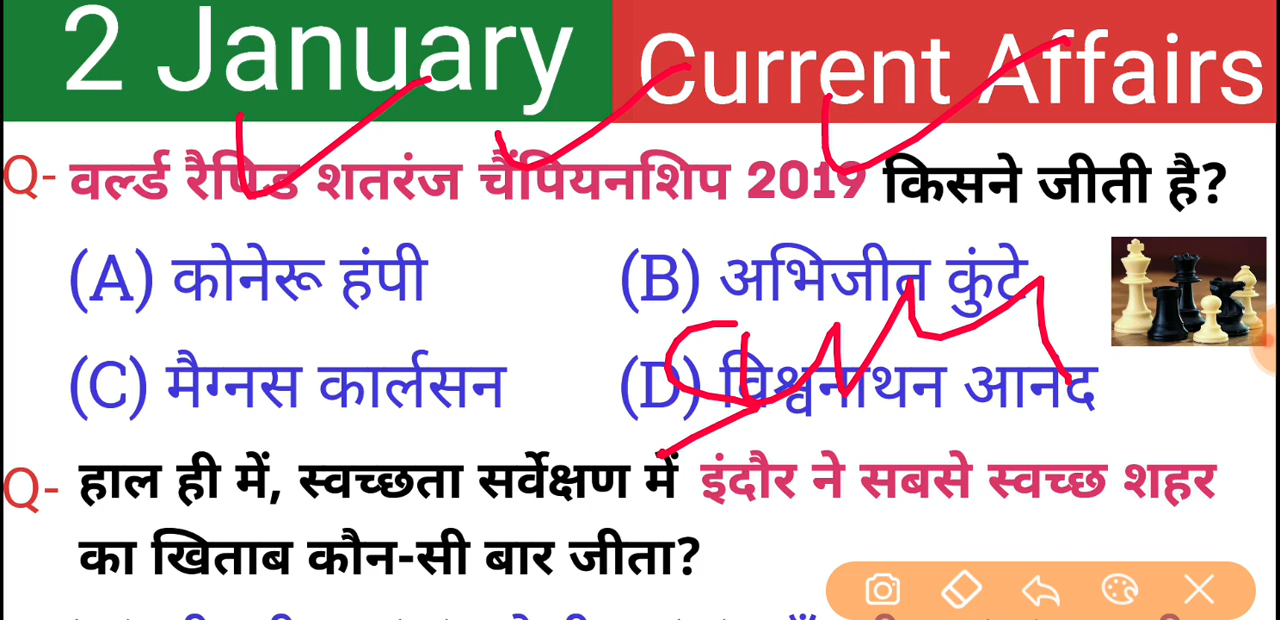 2 January Current Affairs
Q- वर्ल्ड रैपिड शतरंज चैंपियनशिप 2019 किसने जीती है?
(A) कोनेरू हंपी (B) अभिजीत कुंटे
(C) मैग्नस कार्लसन (D) विश्वनाथन आनंद
Q- हाल ही में, स्वच्छता सर्वेक्षण में इंदौर ने सबसे स्वच्छ शहर
का खिताब कौन-सी बार जीता?